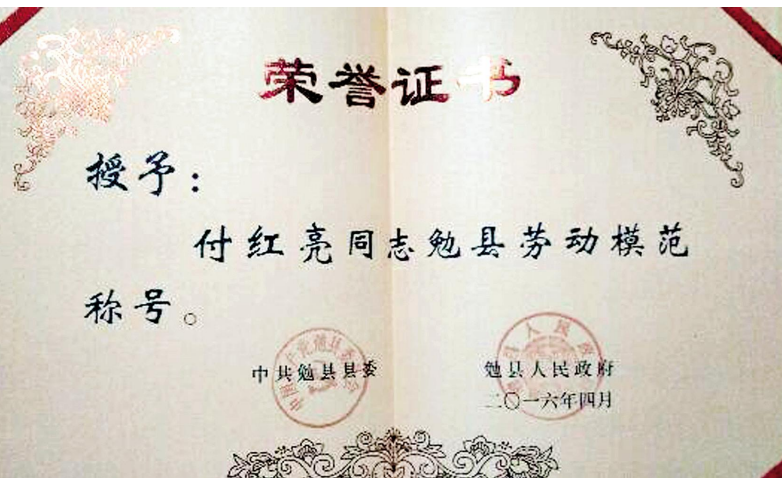 荣誉证书
授予：
付红亮同志勉县劳动模范
称号。
中共勉县县委 勉县人民政府
二〇一六年四月